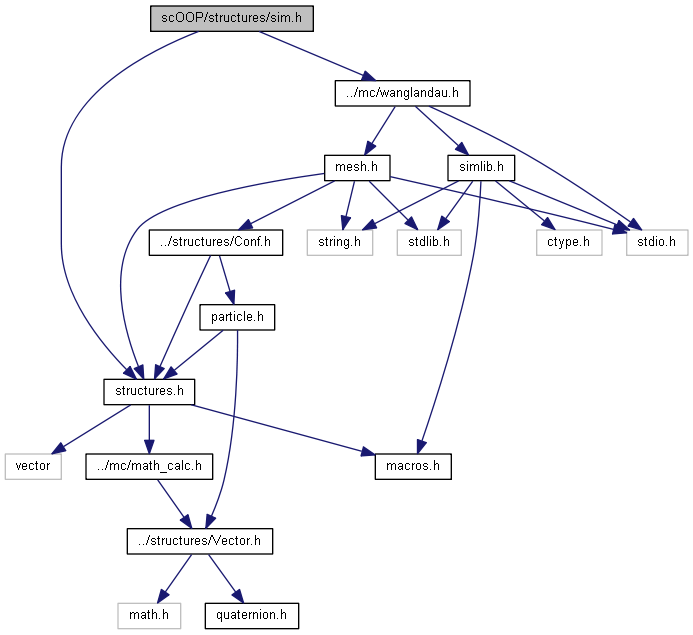 scOOP/structures/sim.h
../mc/wanglandau.h
mesh.h
simlib.h
../structures/Conf.h
string.h
stdlib.h
ctype.h
stdio.h
particle.h
structures.h
vector
../mc/math_calc.h
macros.h
../structures/Vector.h
math.h
quaternion.h